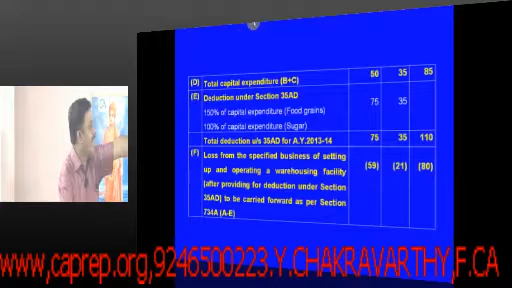 (D) Total capital expenditure (B+C) 50 35 85
(E) Deduction under Section 35AD
150% of capital expenditure (Food grains) 75 35
100% of capital expenditure (Sugar)
Total deduction u/s 35AD for A.Y.2013-14 75 35 110
(F) Loss from the specified business of setting (59) (21) (80)
up and operating a warehousing facility
(after providing for deduction under Section
35AD) to be carried forward as per Section
734A (A-E)
www,caprep.org,9246500223.Y.CHAKRAVARTHY,F.CA